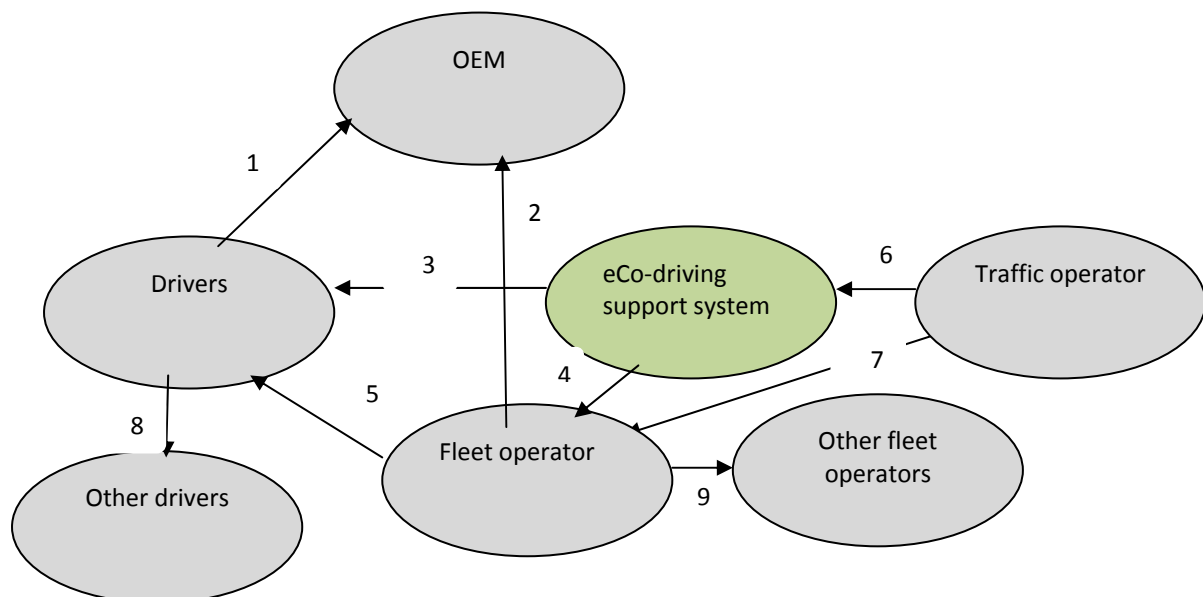 OEM
1
2
Drivers
3
eCo-driving
support system
6
Traffic operator
4
7
5
8
Fleet operator
Other fleet
operators
9
Other drivers